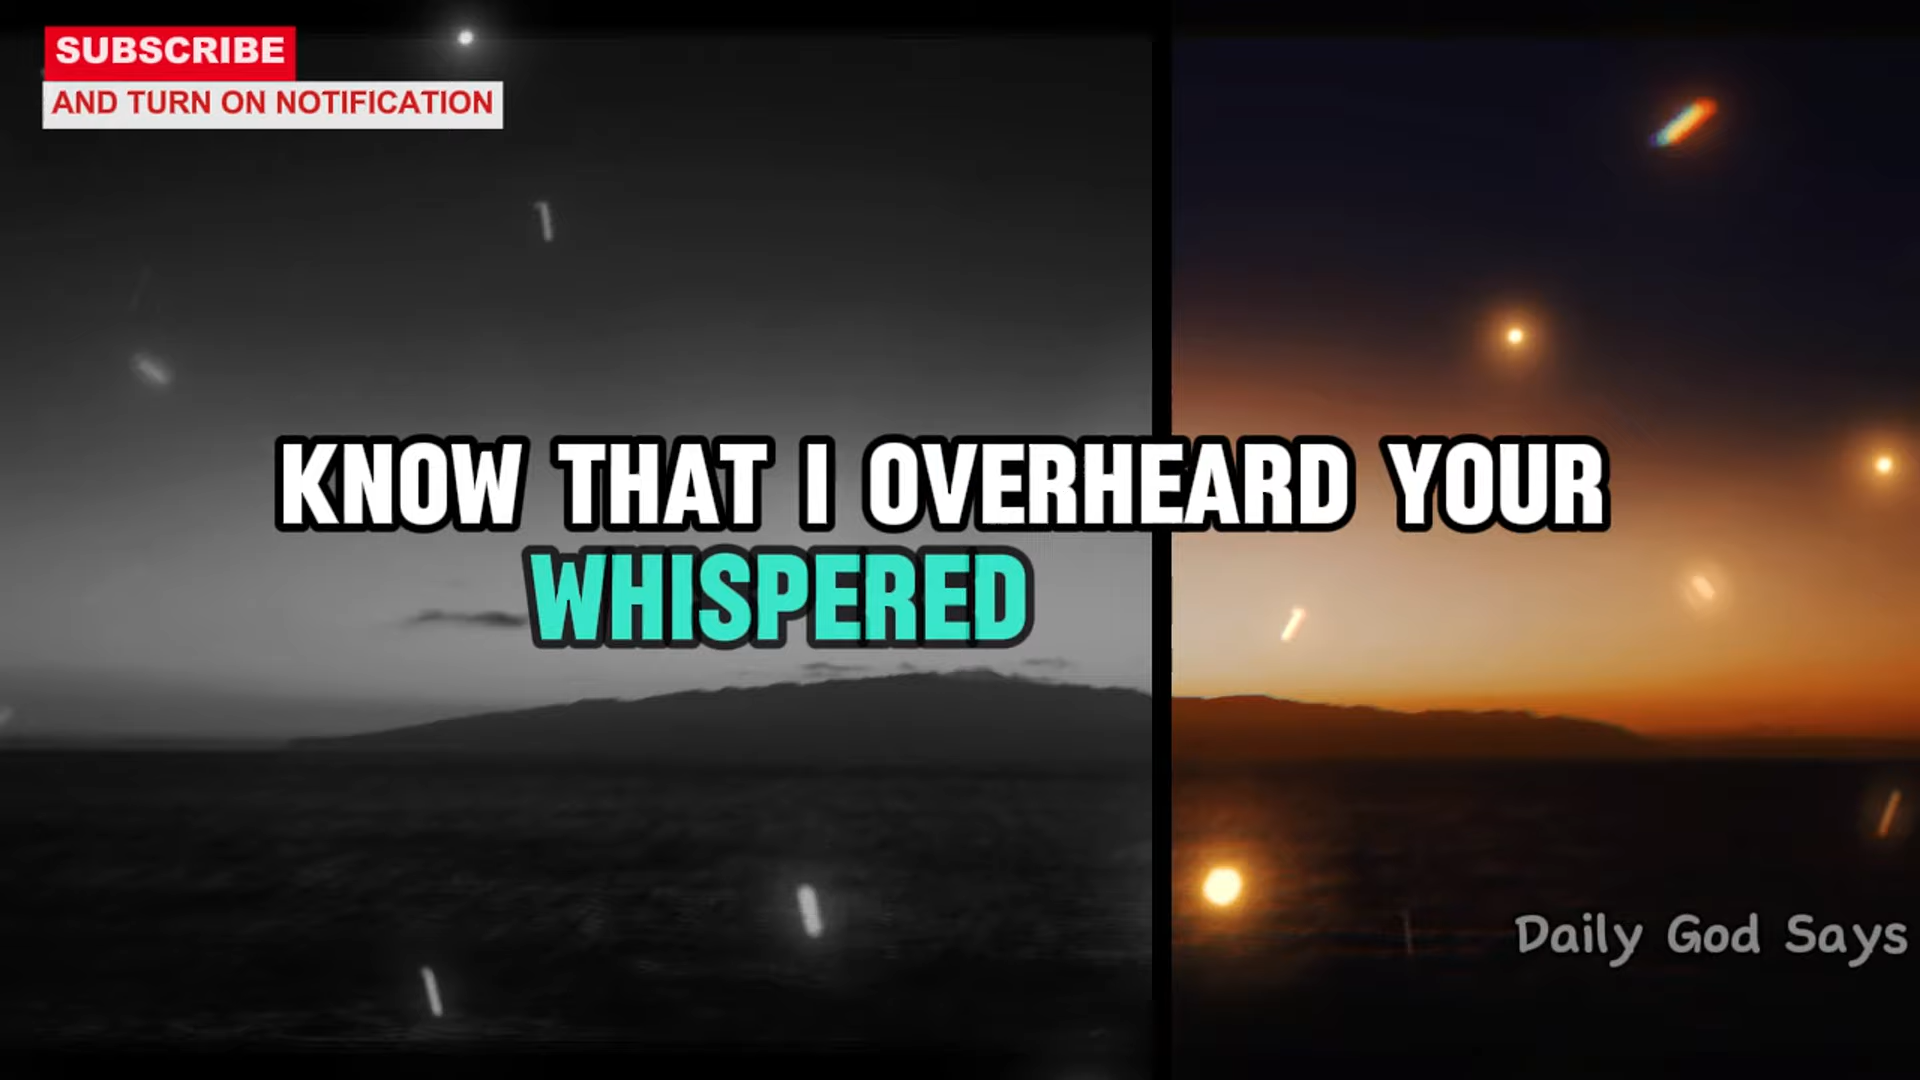 SUBSCRIBE
AND TURN ON NOTIFICATION
KNOW THAT I OVERHEARD YOUR
WHISPERED
Daily God Says